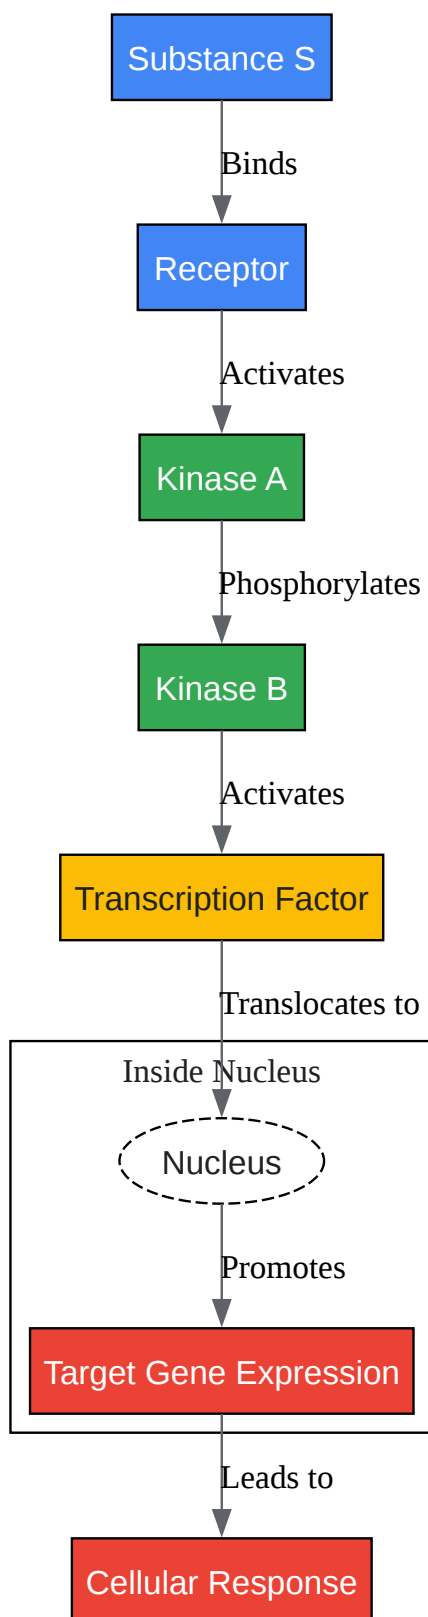 Substance S
Binds
Receptor
Activates
Kinase A
Phosphorylates
Kinase B
Activates
Transcription Factor
Translocates to
Inside Nucleus
Nucleus
Promotes
Target Gene Expression
Leads to
Cellular Response